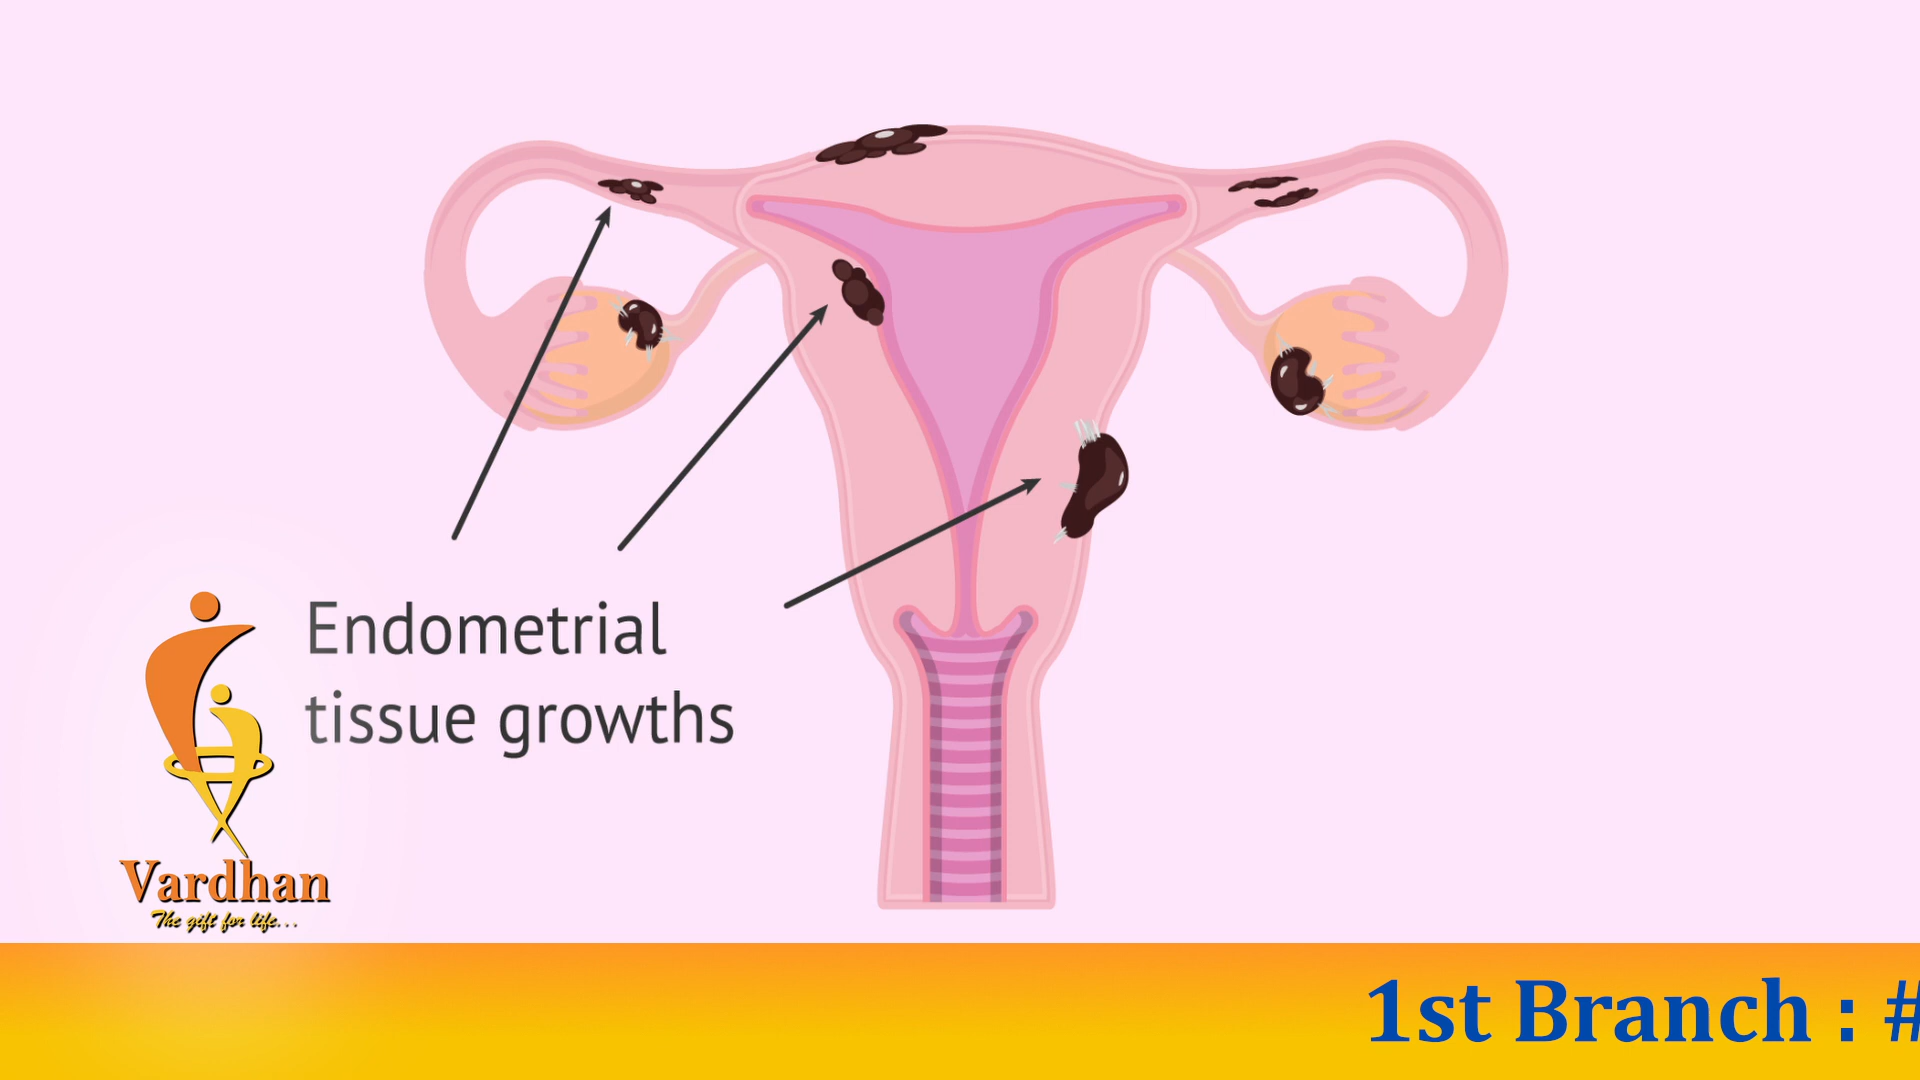 Endometrial
tissue growths
Vardhan
The gift for life...
1st Branch : #